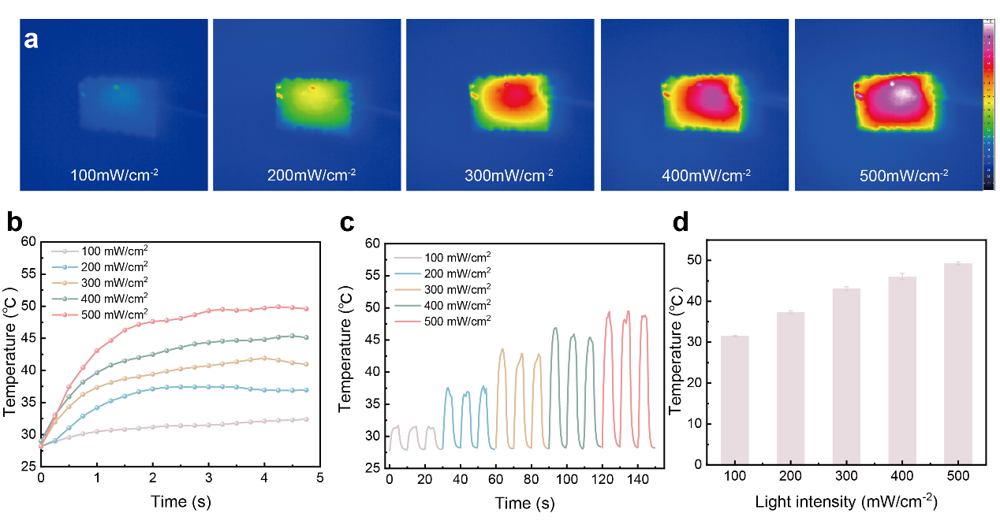 a
100mW/cm-2
200mW/cm-2
300mW/cm-2
400mW/cm-2
500mW/cm-2
b
60
55
50
45
40
35
30
25
0
1
2
3
4
5
Temperature (℃)
Time (s)
100 mW/cm2
200 mW/cm2
300 mW/cm2
400 mW/cm2
500 mW/cm2
c
60
55
50
45
40
35
30
25
0
20
40
60
80
100
120
140
Temperature (℃)
Time (s)
100 mW/cm2
200 mW/cm2
300 mW/cm2
400 mW/cm2
500 mW/cm2
d
50
40
30
20
10
0
100
200
300
400
500
Temperature (℃)
Light intensity (mW/cm-2)